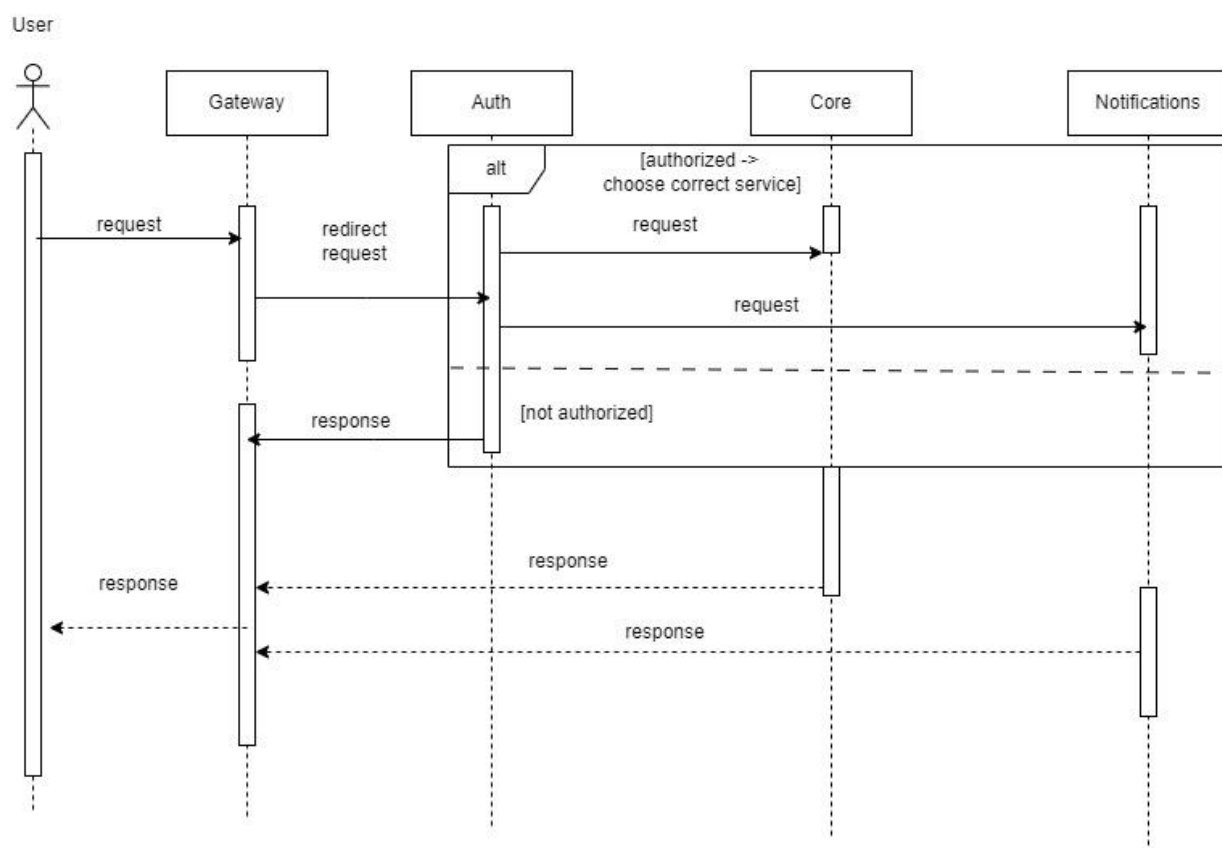 User
Gateway
Auth
Core
Notifications
alt
[authorized ->
choose correct service]
request
redirect
request
request
request
[not authorized]
response
response
response
response